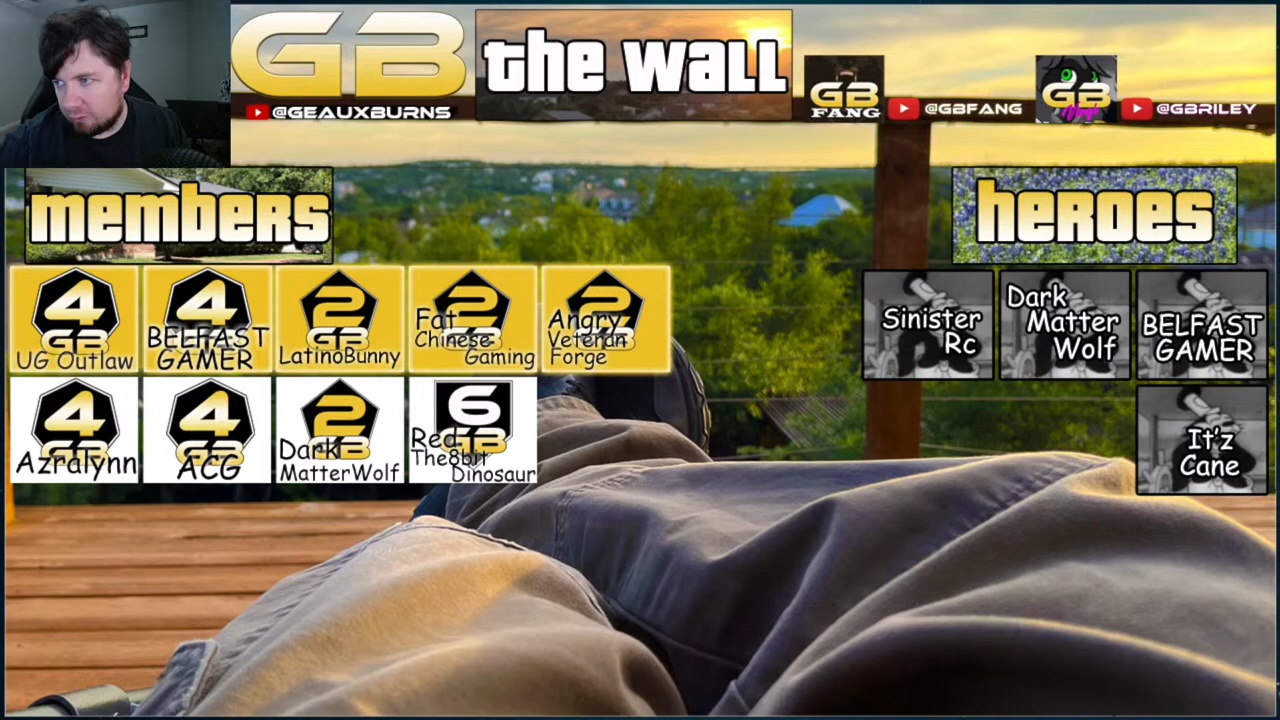 GB
the wall
@GEAUXBURNS
GB
FANG
@GBFANG
GB
@GBRILEY
members
heroes
4
GB
UG Outlaw
4
GB
BELFAST
GAMER
2
GB
LatinoBunny
2
GB
Fat
Chinese
Gaming
2
Angry
Veteran
Forge
Sinister
Rc
Dark
Matter
Wolf
BELFAST
GAMER
4
GB
Azralynn
4
GB
ACG
2
GB
Dark
MatterWolf
6
GB
Red
The8bit
Dinosaur
It'z
Cane